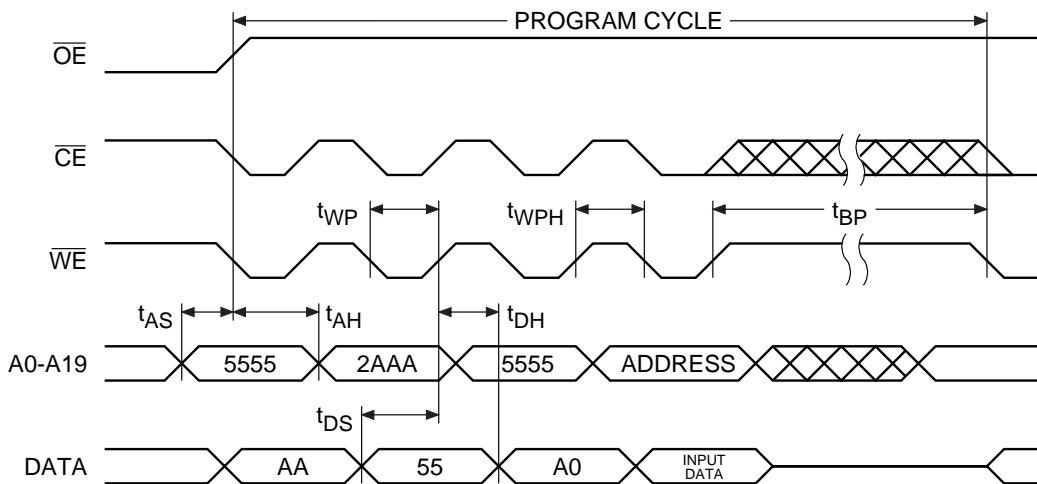 PROGRAM CYCLE
OE
CE
tWP
tWPH
tBP
WE
tAS
tAH
tDH
A0-A19
5555
2AAA
5555
ADDRESS
tDS
DATA
AA
55
A0
INPUT
DATA